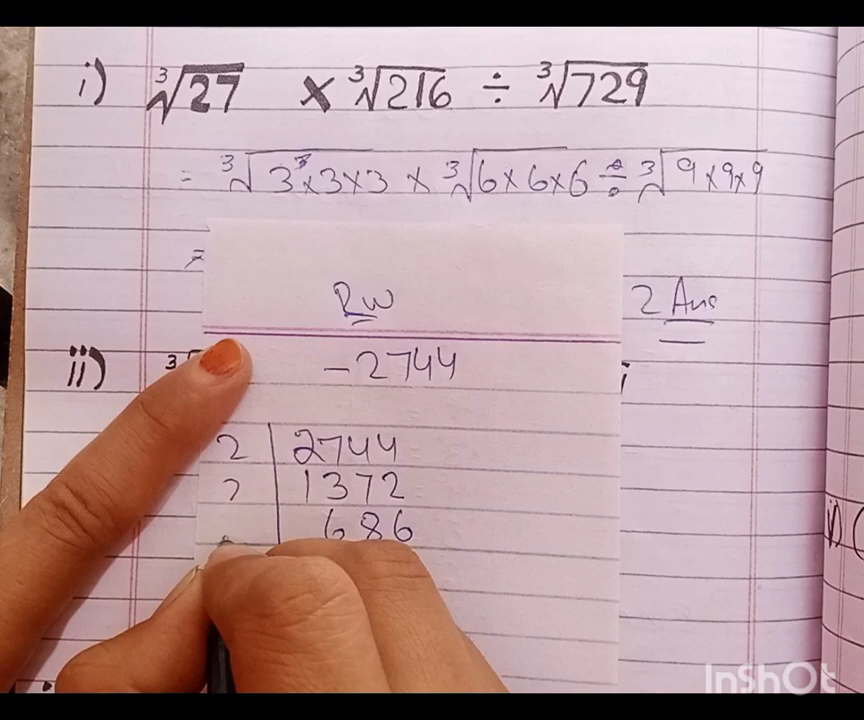 i) ∛27 × ∛216 ÷ ∛729
= ∛3×3×3 × ∛6×6×6 ÷ ∛9×9×9
=
2 Ans
Rw
ii) 3
-2744
2 | 2744
2 | 1372
686
InShOt